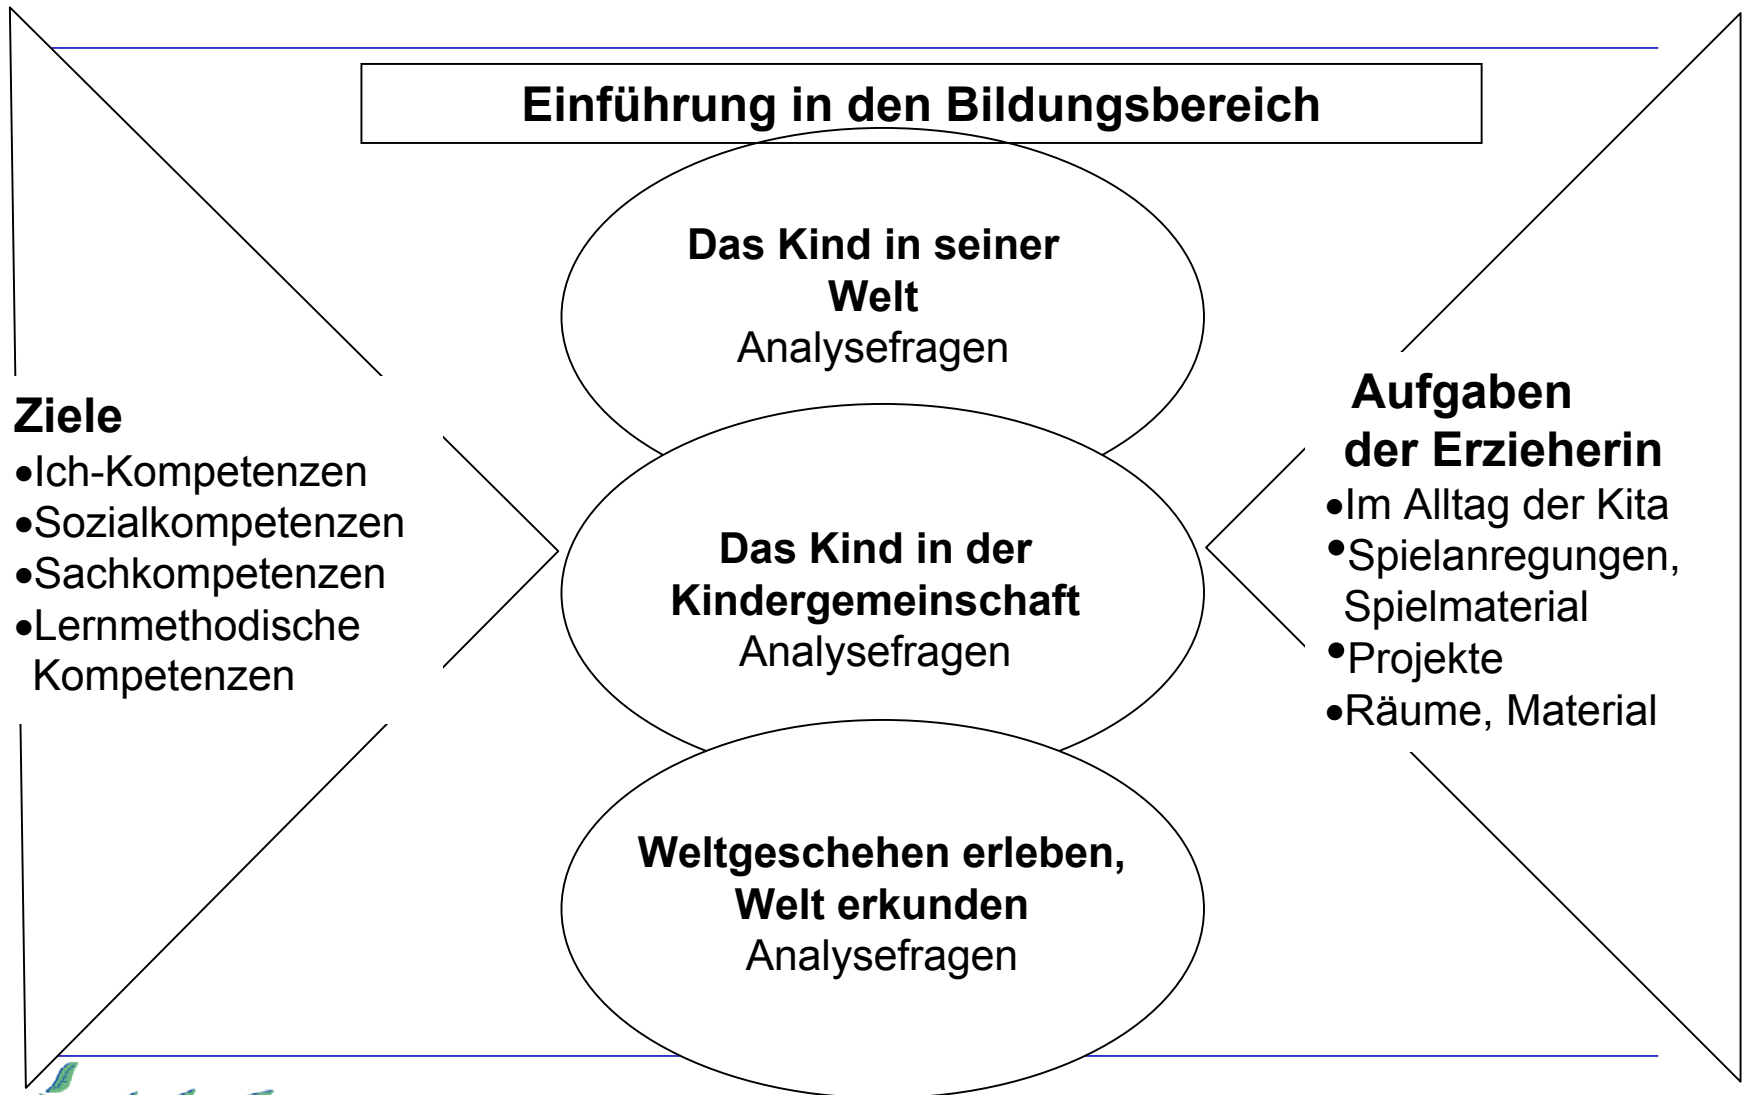 Einführung in den Bildungsbereich
Das Kind in seiner
Welt
Analysefragen
Ziele
•Ich-Kompetenzen
•Sozialkompetenzen
•Sachkompetenzen
•Lernmethodische
Kompetenzen
Das Kind in der
Kindergemeinschaft
Analysefragen
Weltgeschehen erleben,
Welt erkunden
Analysefragen
Aufgaben
der Erzieherin
•Im Alltag der Kita
•Spielanregungen,
Spielmaterial
•Projekte
•Räume, Material